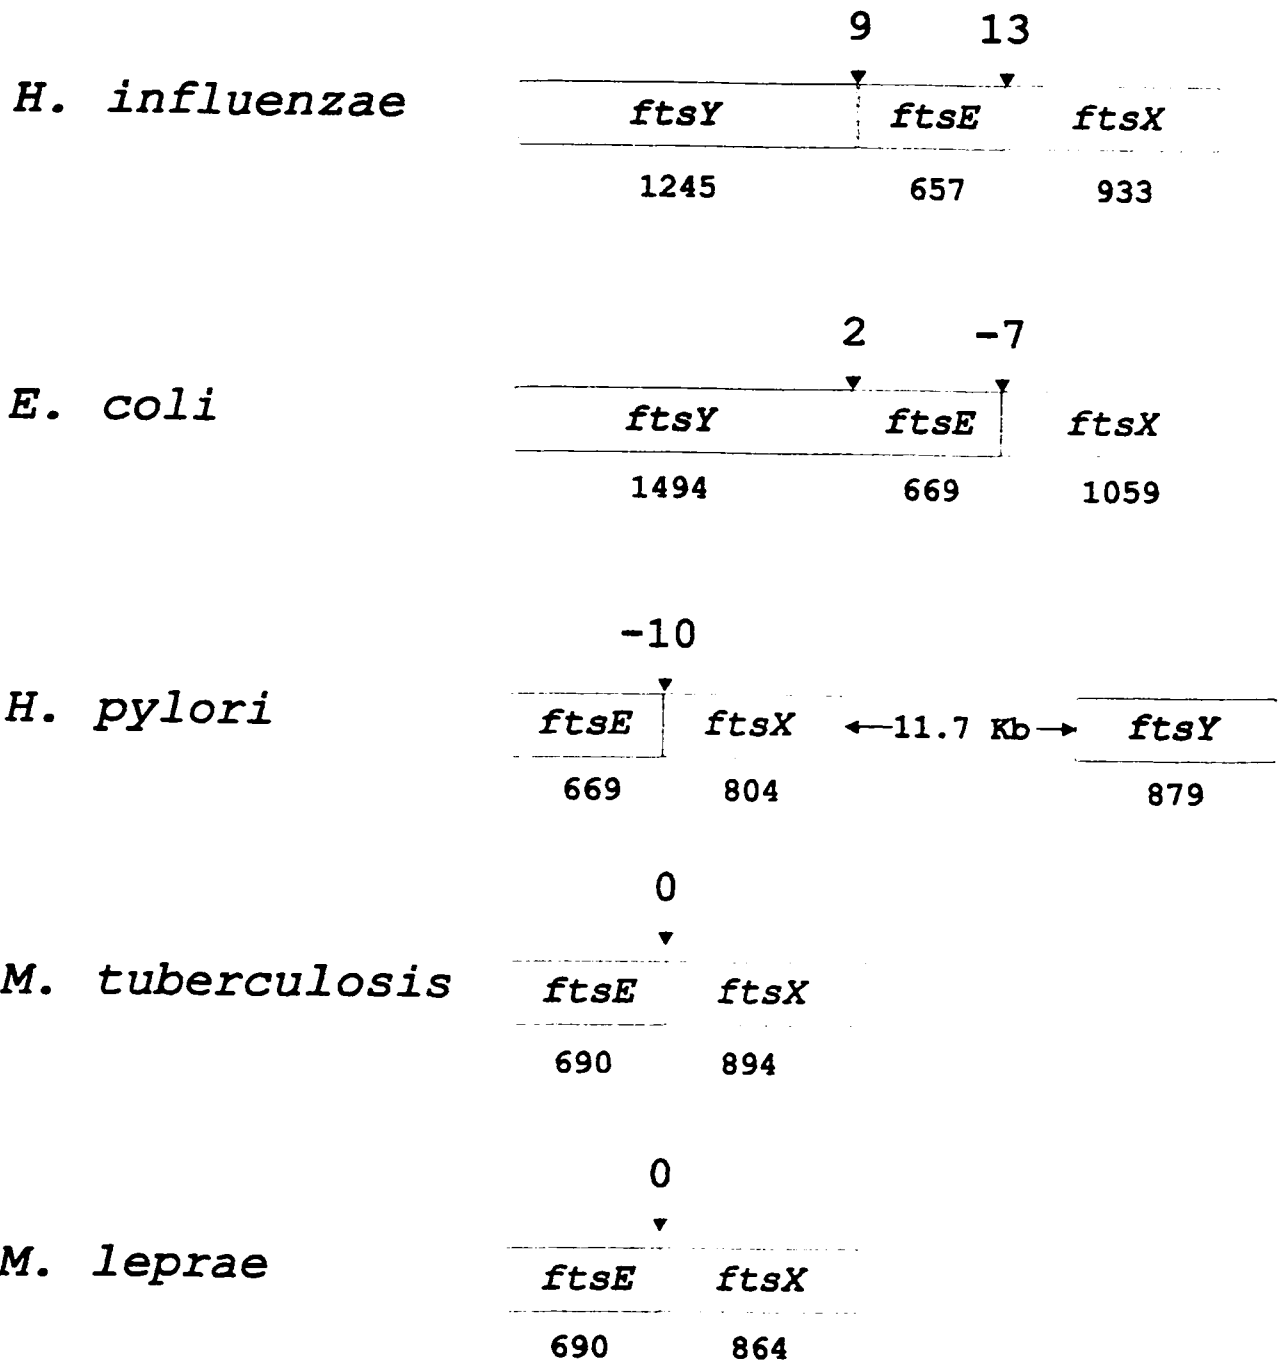 9 13
H. influenzae ftsY ftsE ftsX
1245 657 933
2 -7
E. coli ftsY ftsE ftsX
1494 669 1059
-10
H. pylori ftsE ftsX ←11.7 Kb→ ftsY
669 804 879
0
M. tuberculosis ftsE ftsX
690 894
0
M. leprae ftsE ftsX
690 864